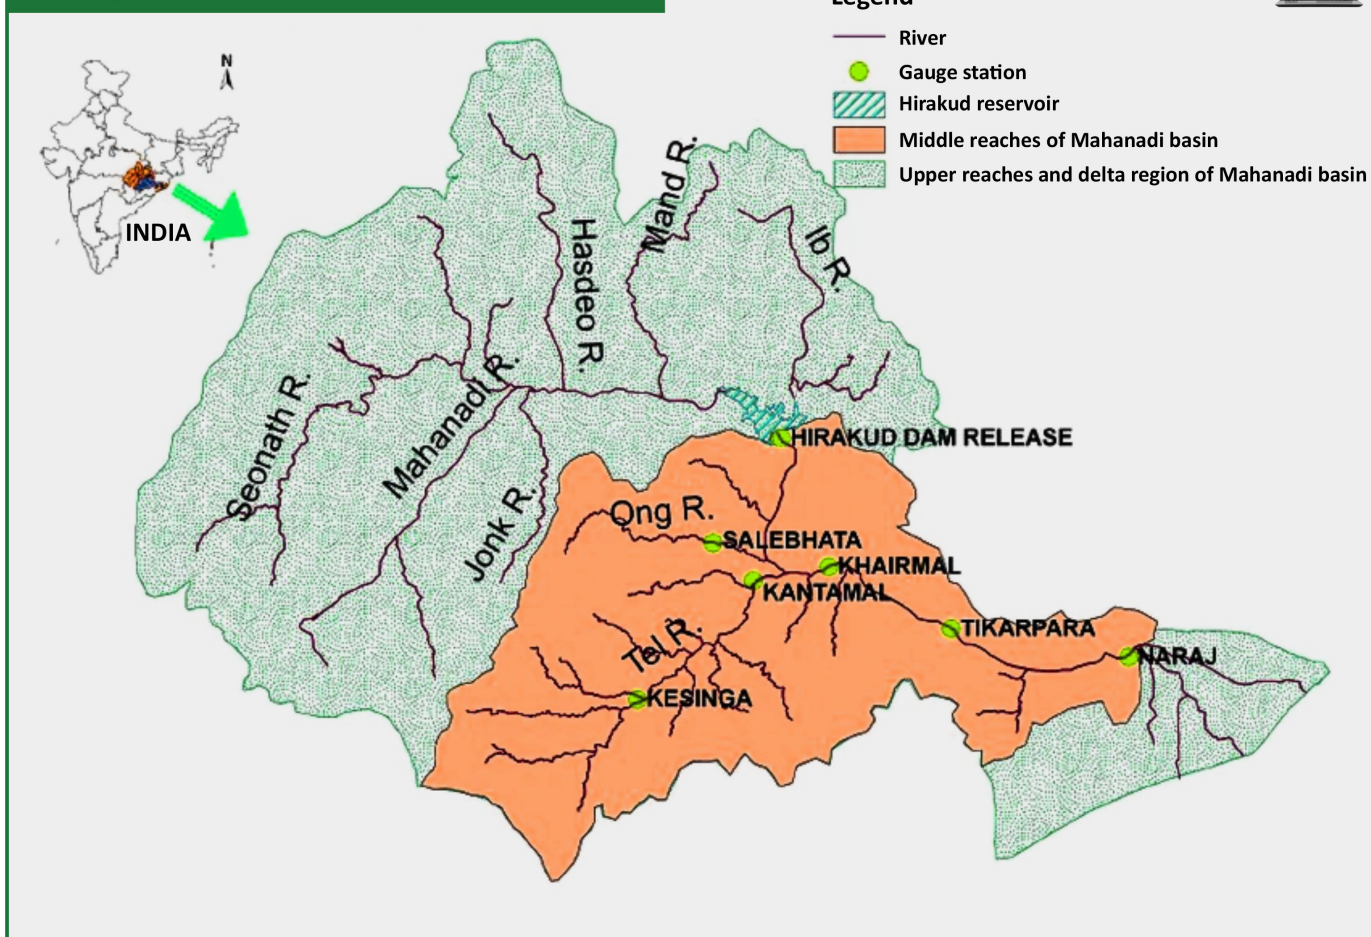 Legend
River
Gauge station
Hirakud reservoir
Middle reaches of Mahanadi basin
Upper reaches and delta region of Mahanadi basin
N
INDIA
Hasdeo R.
Mand R.
Ib R.
Seonath R.
Mahanadi R.
Jonk R.
HIRAKUD DAM RELEASE
Ong R.
SALEBHATA
KHAIRMAL
KANTAMAL
Tel R.
TIKARPARA
NARAJ
KESINGA